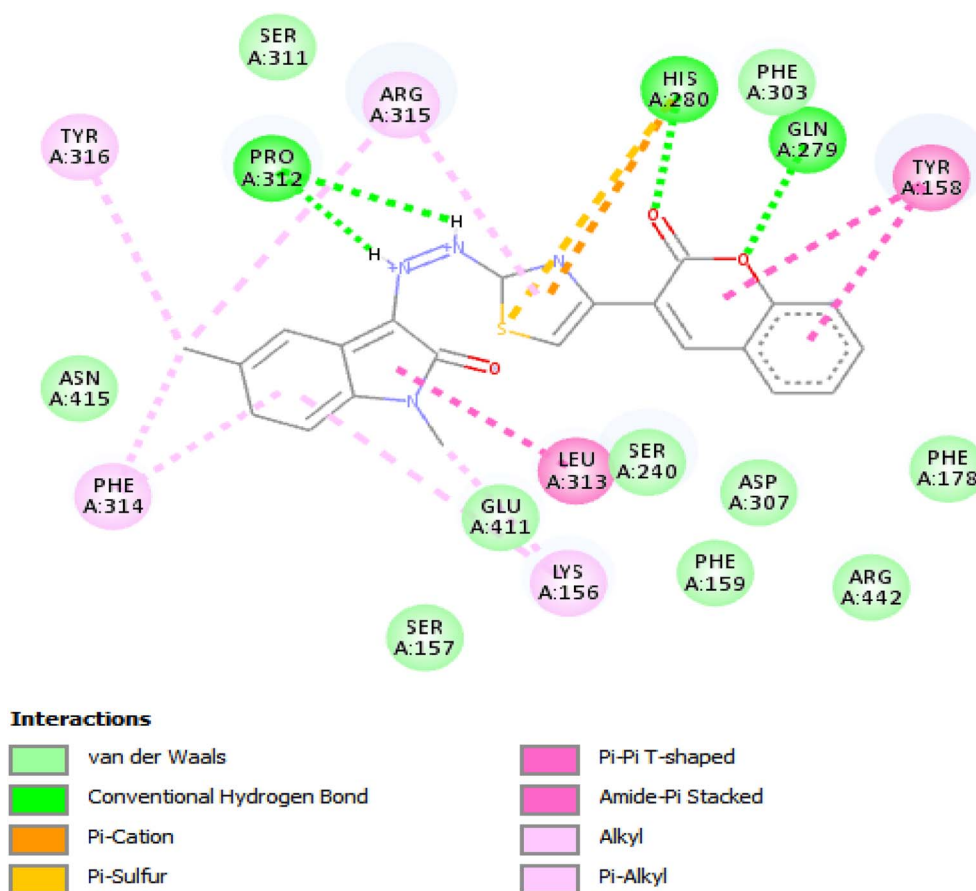 SER
A:311
ARG
A:315
HIS
A:280
PHE
A:303
GLN
A:279
TYR
A:316
PRO
A:312
TYR
A:158
H
H
N
+
N
+
N
O
O
S
O
N
ASN
A:415
PHE
A:314
LEU
A:313
SER
A:240
ASP
A:307
PHE
A:178
GLU
A:411
LYS
A:156
PHE
A:159
ARG
A:442
SER
A:157
Interactions
van der Waals
Conventional Hydrogen Bond
Pi-Cation
Pi-Sulfur
Pi-Pi T-shaped
Amide-Pi Stacked
Alkyl
Pi-Alkyl